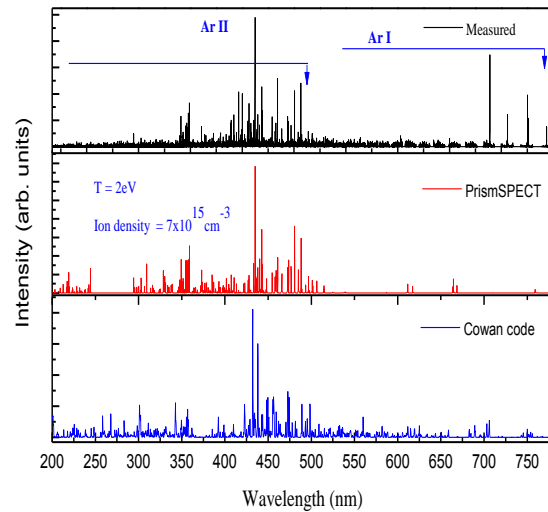 Ar II
Ar I
Measured
T = 2eV
Ion density = 7x10^15 cm^-3
PrismSPECT
Cowan code
Intensity (arb. units)
200 250 300 350 400 450 500 550 600 650 700 750
Wavelength (nm)